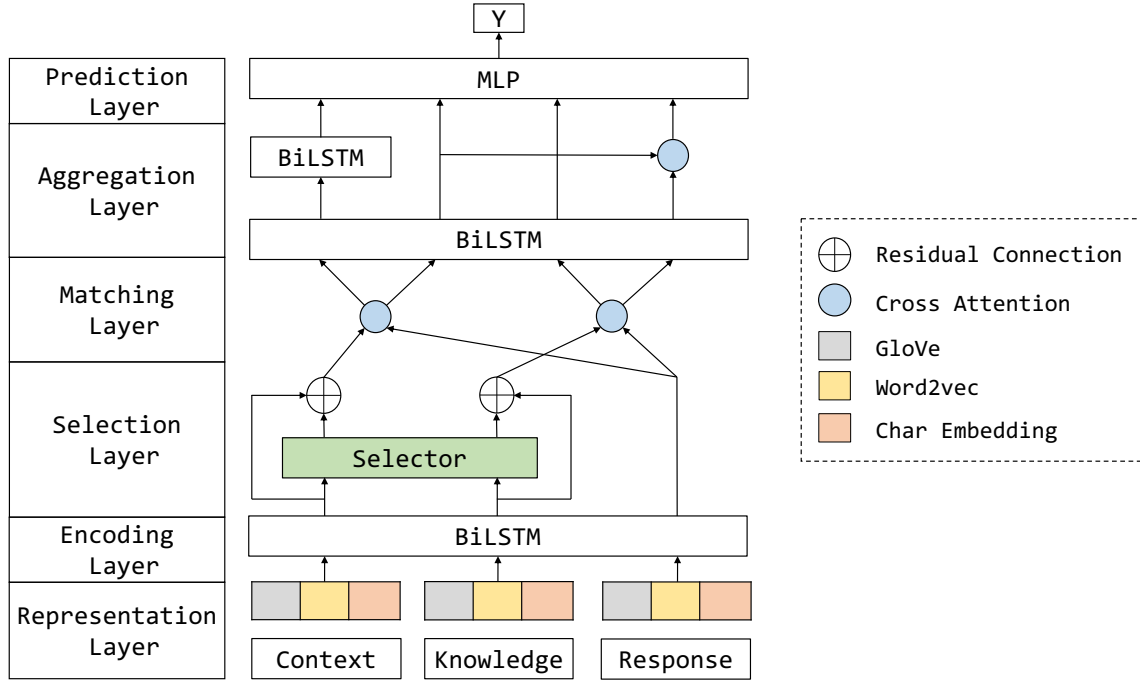 Y
Prediction
Layer
MLP
Aggregation
Layer
BiLSTM
BiLSTM
Matching
Layer
Selection
Layer
Selector
Encoding
Layer
BiLSTM
Representation
Layer
Context
Knowledge
Response
Residual Connection
Cross Attention
GloVe
Word2vec
Char Embedding